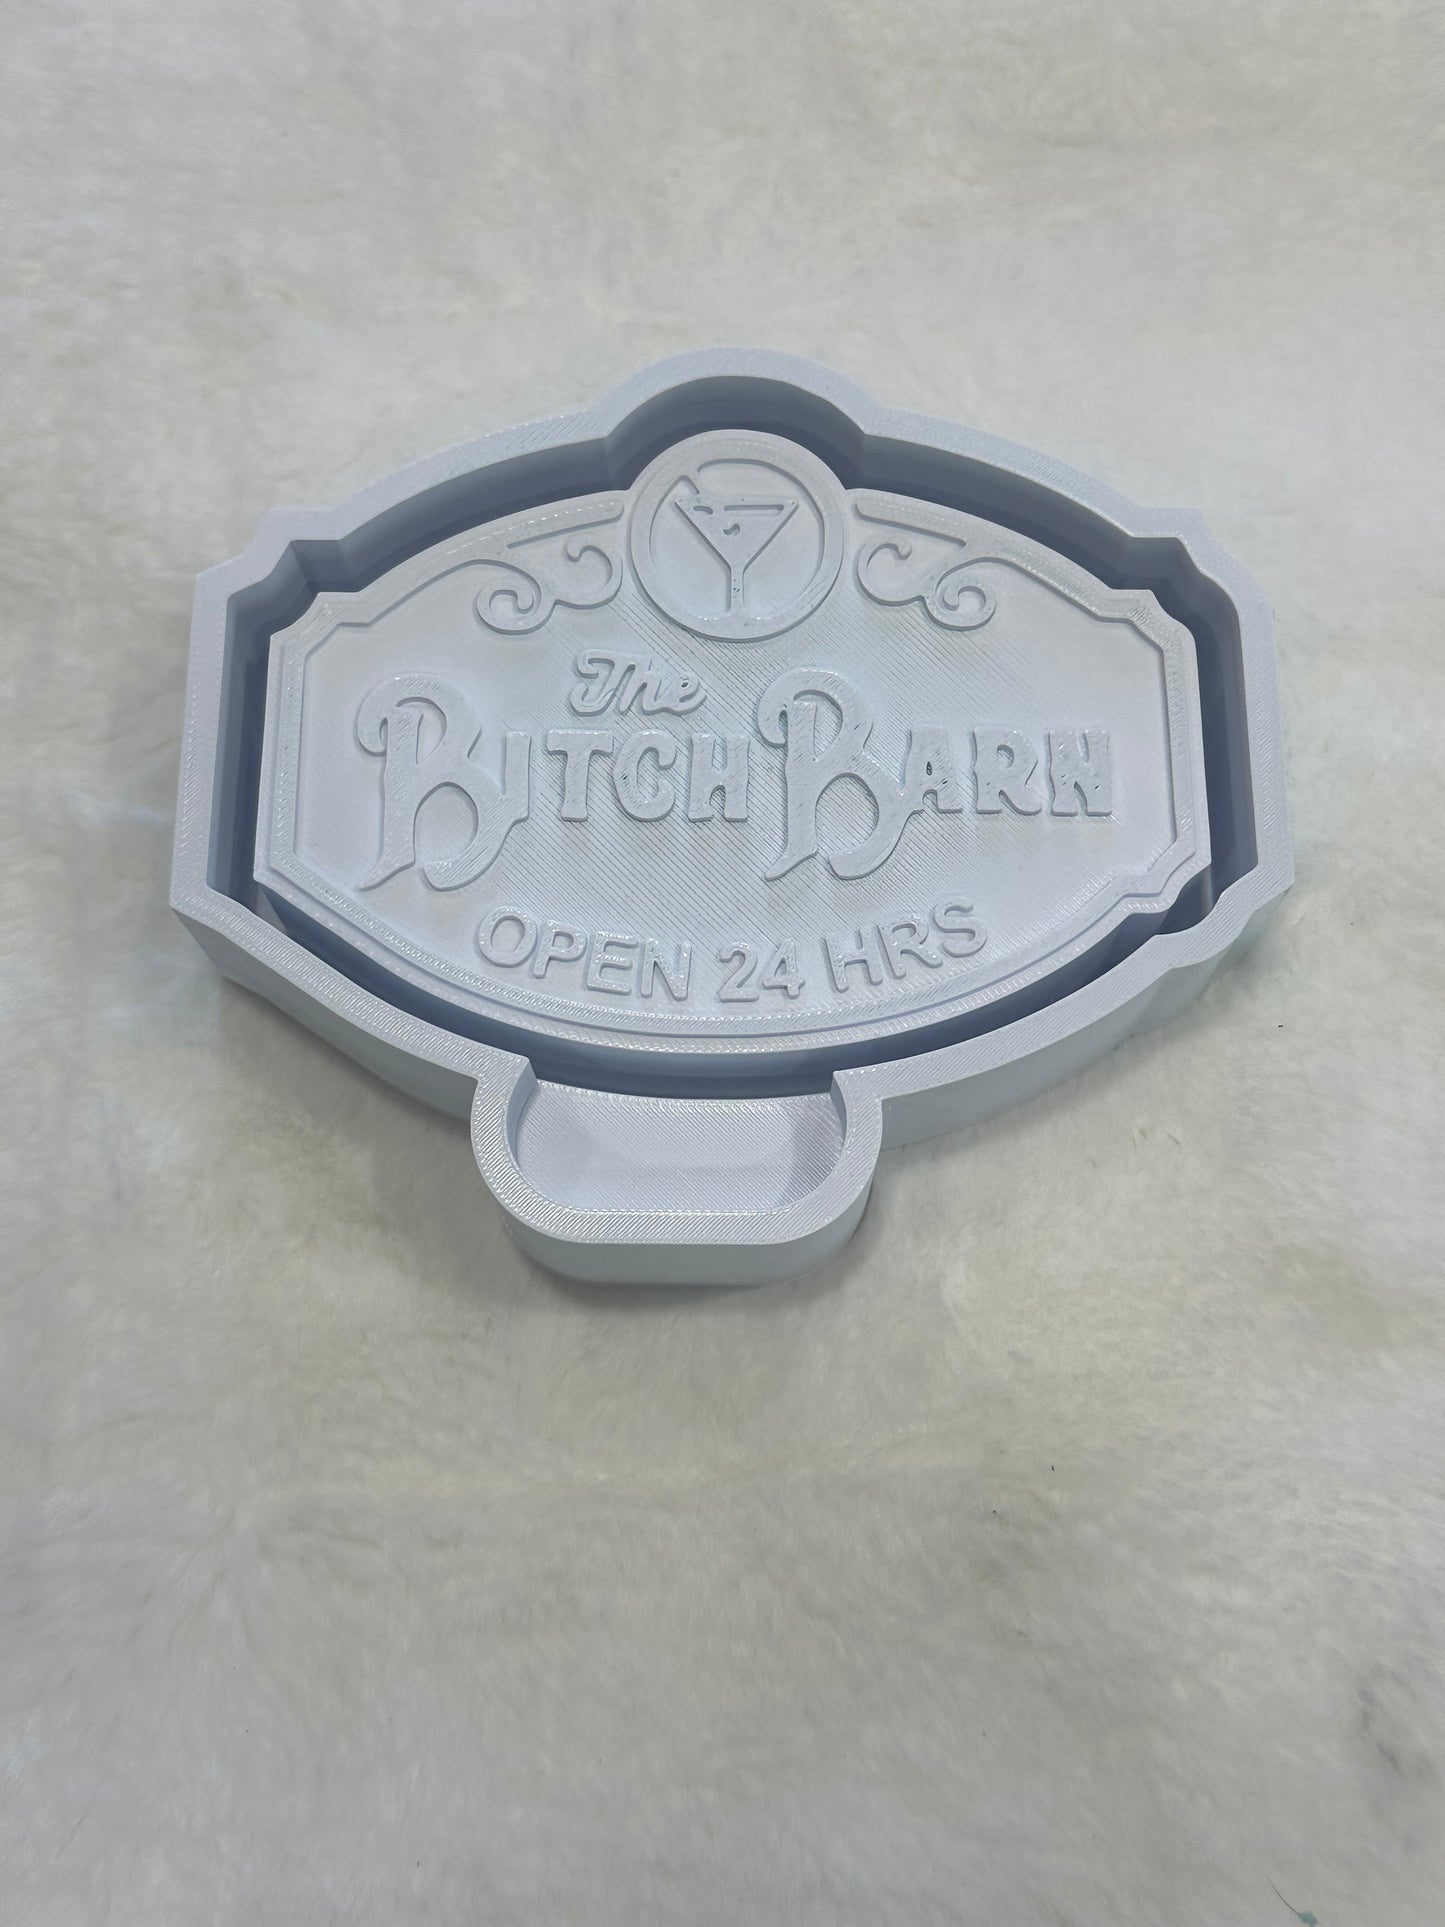 The
BITCH BARN
OPEN 24 HRS